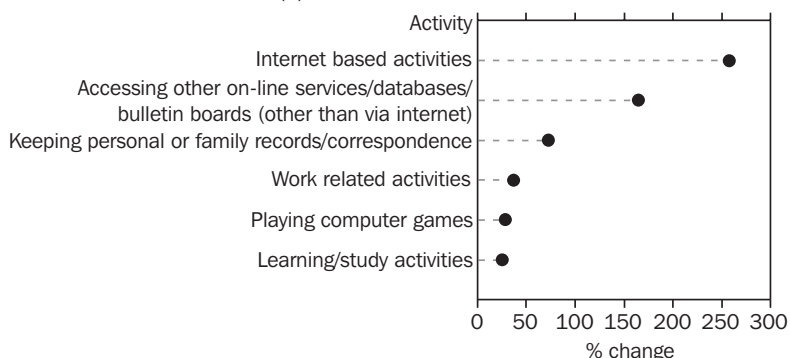 Activity
Internet based activities
Accessing other on-line services/databases/
bulletin boards (other than via internet)
Keeping personal or family records/correspondence
Work related activities
Playing computer games
Learning/study activities
0 50 100 150 200 250 300
% change